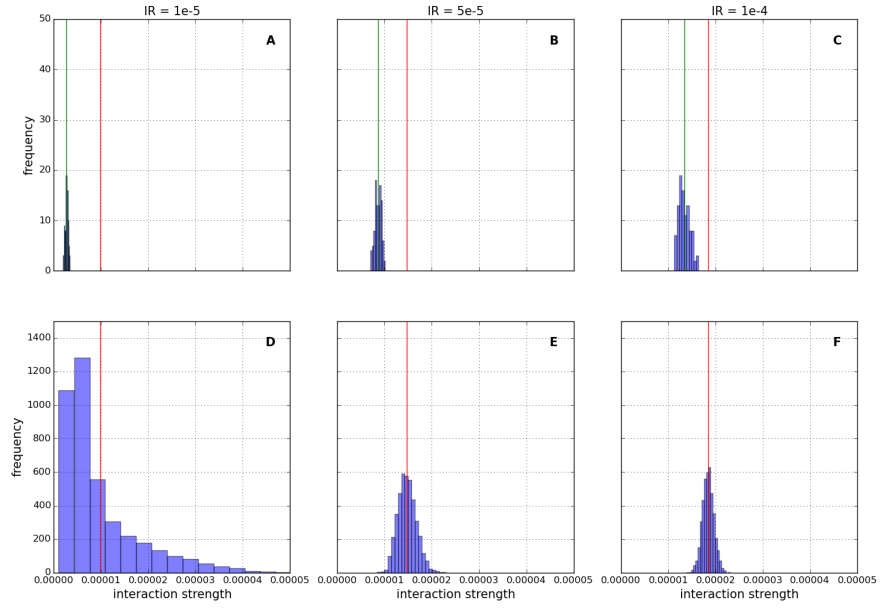 IR = 1e-5
IR = 5e-5
IR = 1e-4
50
40
30
20
10
0
frequency
A
B
C
1400
1200
1000
800
600
400
200
0
frequency
D
E
F
0.00000 0.00001 0.00002 0.00003 0.00004 0.00005
0.00000 0.00001 0.00002 0.00003 0.00004 0.00005
0.00000 0.00001 0.00002 0.00003 0.00004 0.00005
interaction strength
interaction strength
interaction strength